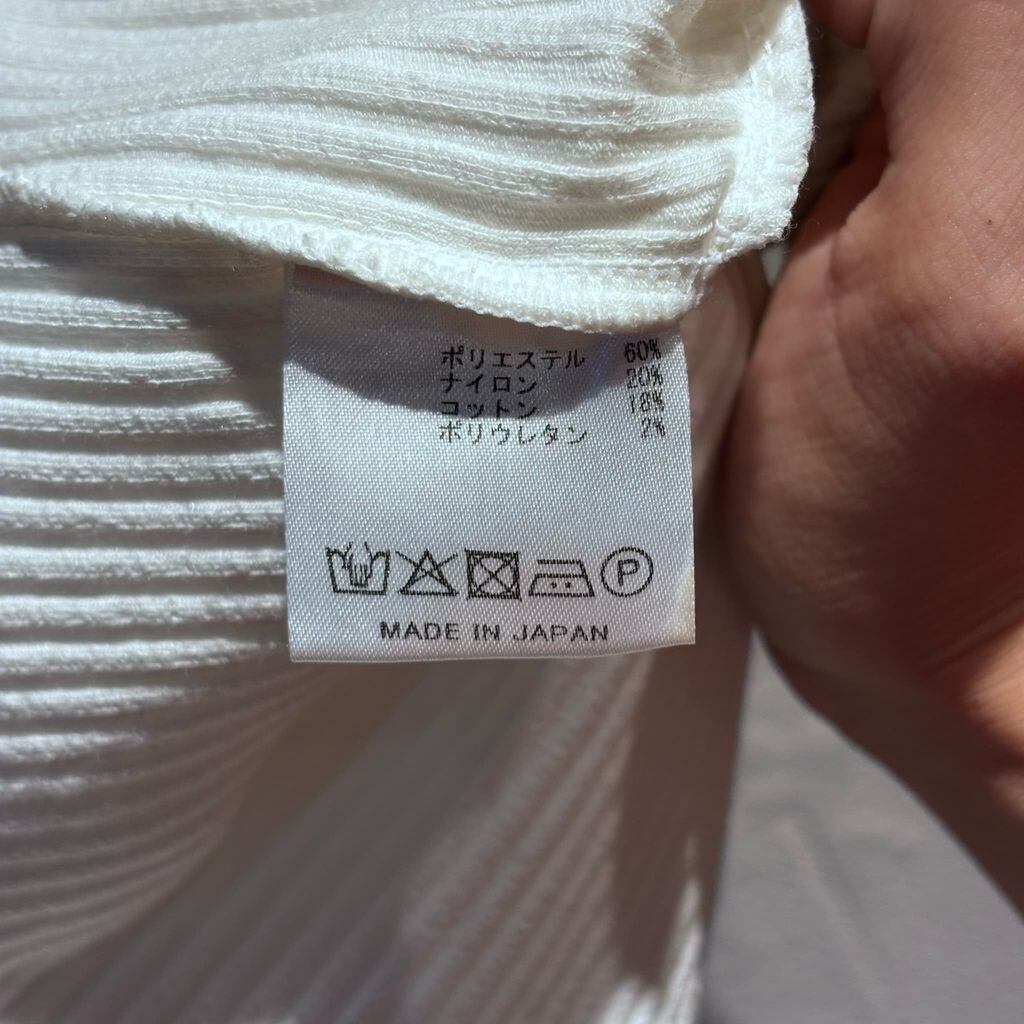 ポリエステル 60%
ナイロン 20%
コットン 18%
ポリウレタン 2%
P
MADE IN JAPAN